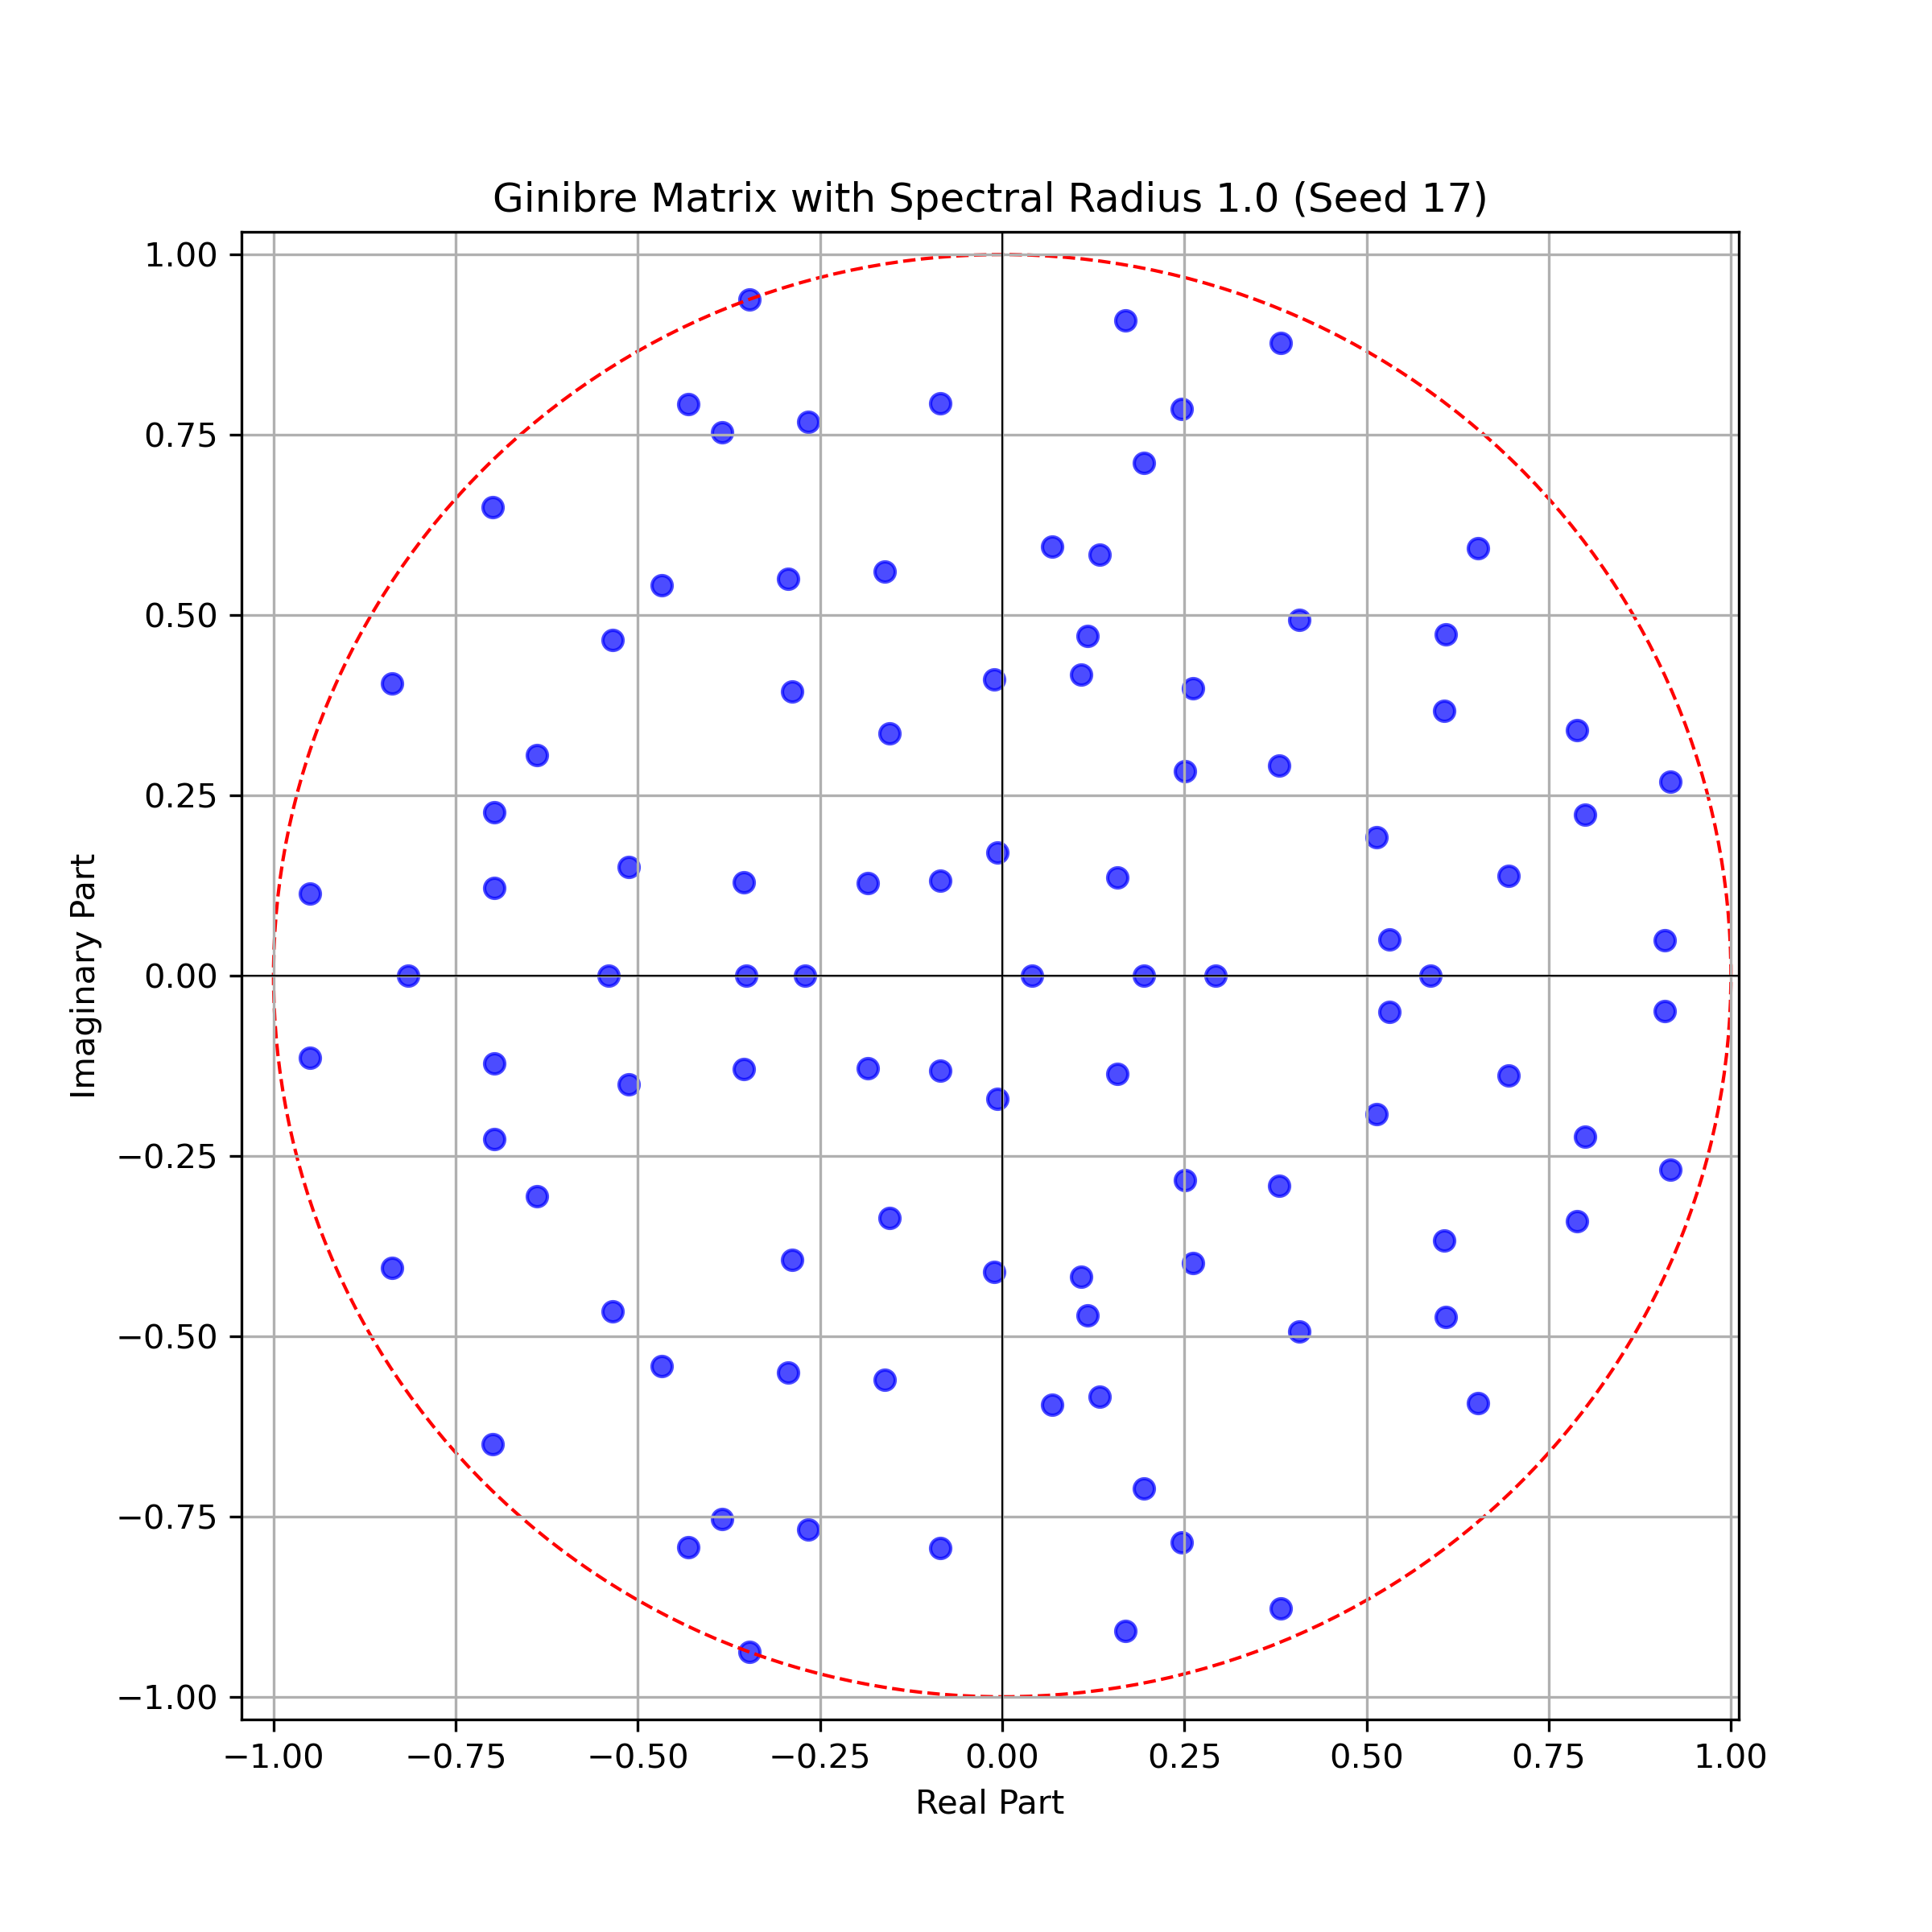 Ginibre Matrix with Spectral Radius 1.0 (Seed 17)
1.00
0.75
0.50
0.25
0.00
−0.25
−0.50
−0.75
−1.00
Imaginary Part
−1.00 −0.75 −0.50 −0.25 0.00 0.25 0.50 0.75 1.00
Real Part